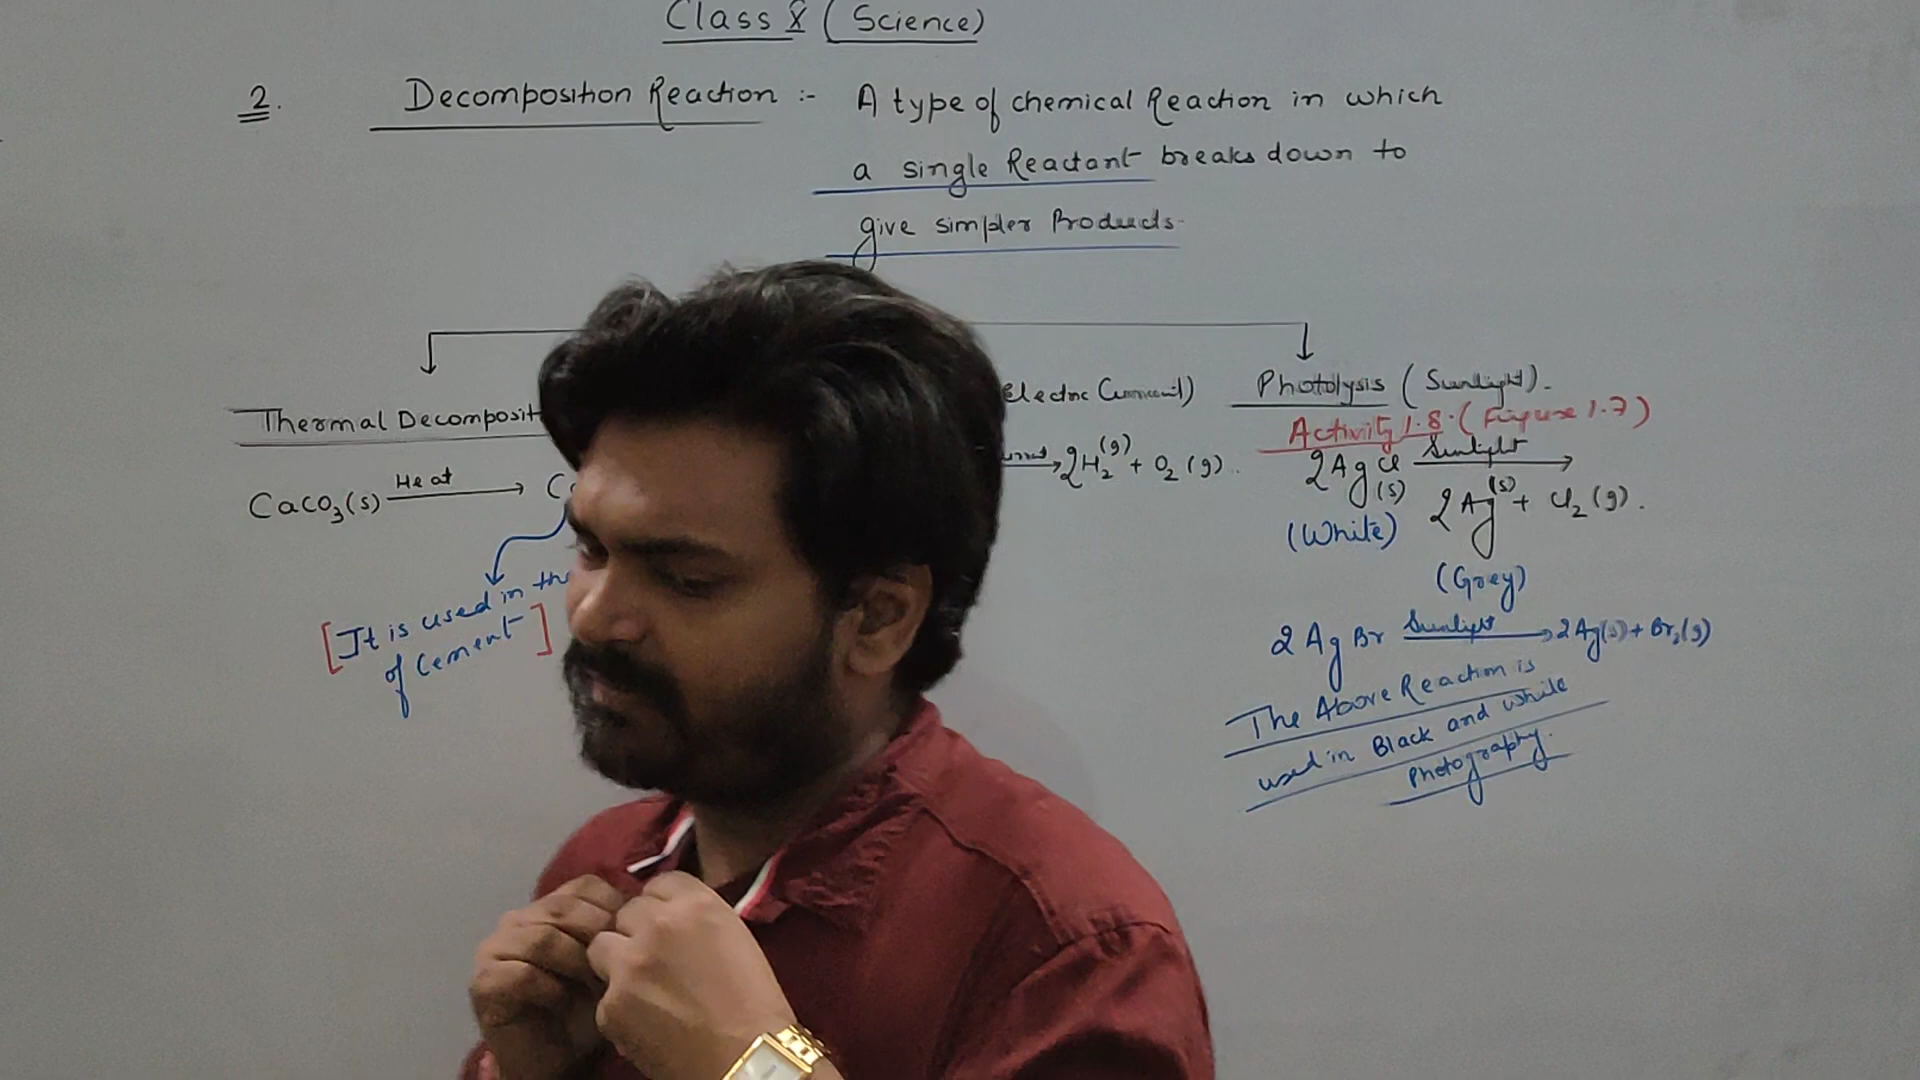 Class X (Science)
2. Decomposition Reaction :- A type of chemical Reaction in which
a single Reactant breaks down to
give simpler Products.
Thermal Decomposit
CaCO₃(s) Heat → C
[It is used in the
of Cement]
electric Current)
→ 2H₂(g) + O₂(g).
Photolysis (Sunlight).
Activity 1.8. (Figure 1.7)
2AgCl(s) Sunlight →
2Ag(s) + Cl₂(g).
(White)
(Grey)
2AgBr Sunlight → 2Ag(s) + Br₂(g)
The Above Reaction is
used in Black and while
Photography.